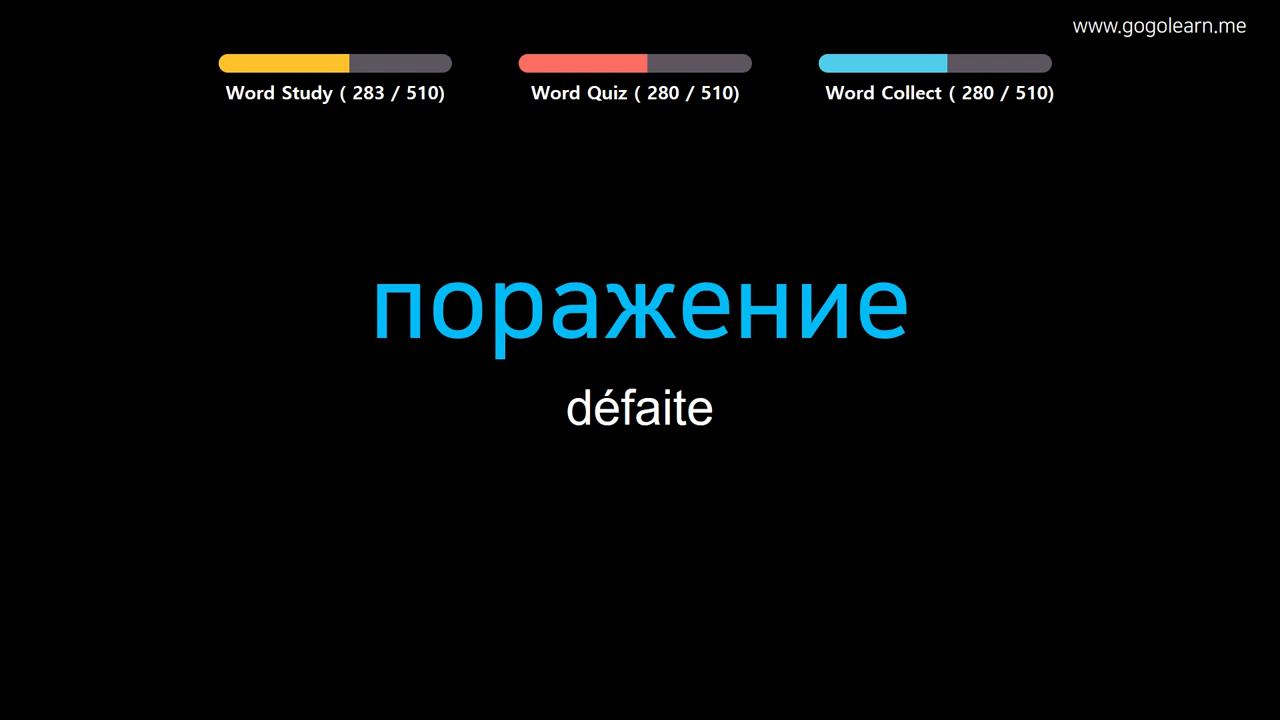 www.gogolearn.me
Word Study ( 283 / 510)
Word Quiz ( 280 / 510)
Word Collect ( 280 / 510)
поражение
défaite